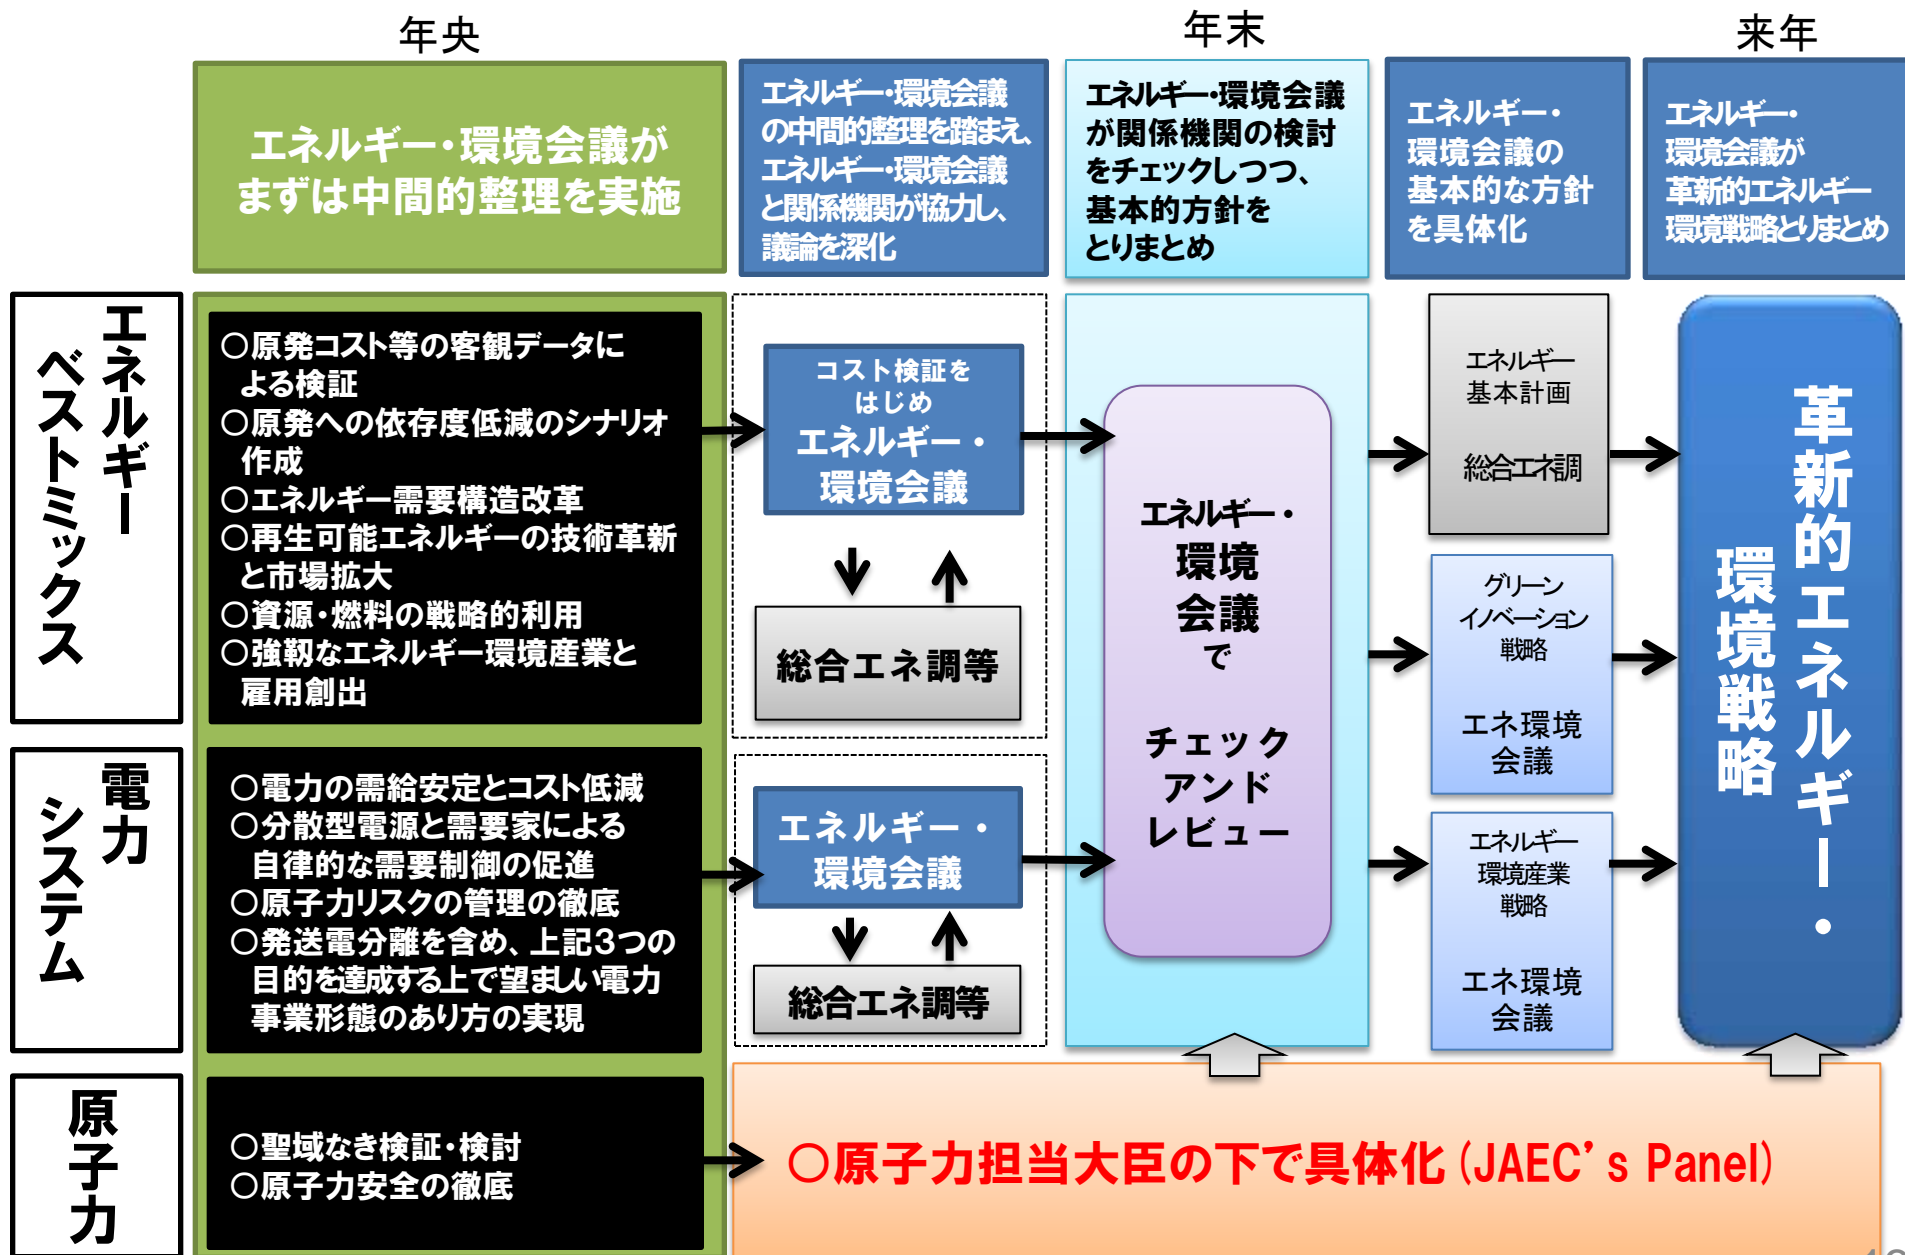 年央
年末
来年
エネルギー・環境会議が
まずは中間的整理を実施
エネルギー・環境会議
の中間的整理を踏まえ、
エネルギー・環境会議
と関係機関が協力し、
議論を深化
エネルギー・環境会議
が関係機関の検討
をチェックしつつ、
基本的方針を
とりまとめ
エネルギー・
環境会議の
基本的な方針
を具体化
エネルギー・
環境会議が
革新的エネルギー
環境戦略とりまとめ
エネルギー
ベストミックス
○原発コスト等の客観データに
よる検証
○原発への依存度低減のシナリオ
作成
○エネルギー需要構造改革
○再生可能エネルギーの技術革新
と市場拡大
○資源・燃料の戦略的利用
○強靭なエネルギー環境産業と
雇用創出
コスト検証を
はじめ
エネルギー・
環境会議
総合エネ調等
エネルギー・
環境
会議
で
チェック
アンド
レビュー
エネルギー
基本計画
総合エネ調
グリーン
イノベーション
戦略
エネ環境
会議
エネルギー
環境産業
戦略
エネ環境
会議
革新的エネルギー・
環境戦略
電力
システム
○電力の需給安定とコスト低減
○分散型電源と需要家による
自律的な需要制御の促進
○原子力リスクの管理の徹底
○発送電分離を含め、上記３つの
目的を達成する上で望ましい電力
事業形態のあり方の実現
エネルギー・
環境会議
総合エネ調等
原子力
○聖域なき検証・検討
○原子力安全の徹底
○原子力担当大臣の下で具体化(JAEC’s Panel)